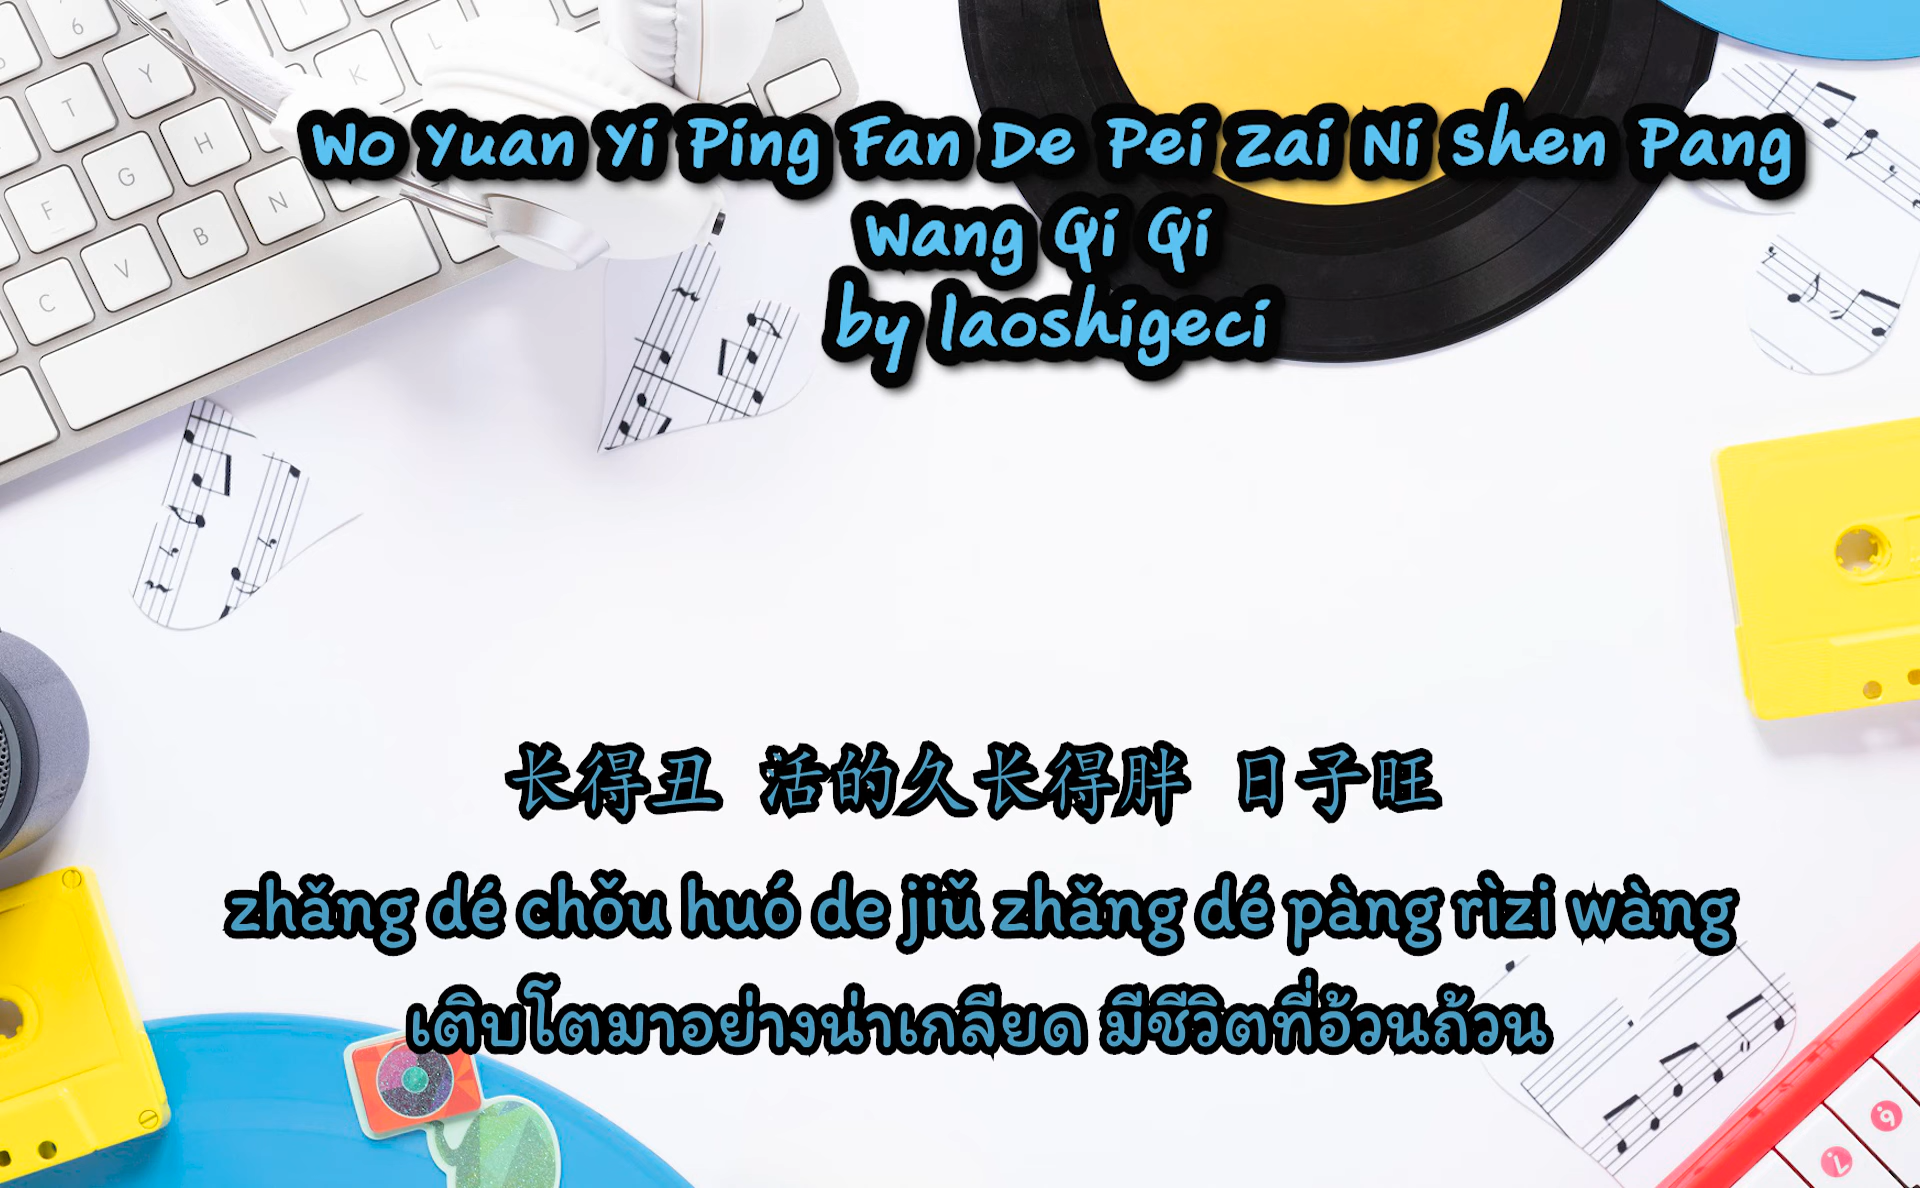 Wo Yuan Yi Ping Fan De Pei Zai Ni Shen Pang
Wang Qi Qi
by laoshigeci
长得丑 活的久长得胖 日子旺
zhǎng dé chǒu huó de jiǔ zhǎng dé pàng rìzi wàng
เติบโตมาอย่างน่าเกลียด มีชีวิตที่อ้วนถ้วน